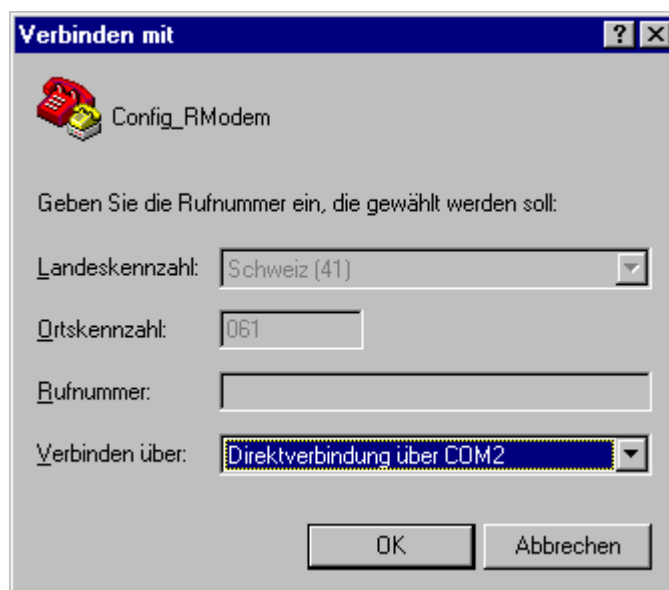 Verbinden mit
Config_RModem
Geben Sie die Rufnummer ein, die gewählt werden soll:
Landeskennzahl: Schweiz (41)
Ortskennzahl: 061
Rufnummer:
Verbinden über: Direktverbindung über COM2
OK Abbrechen